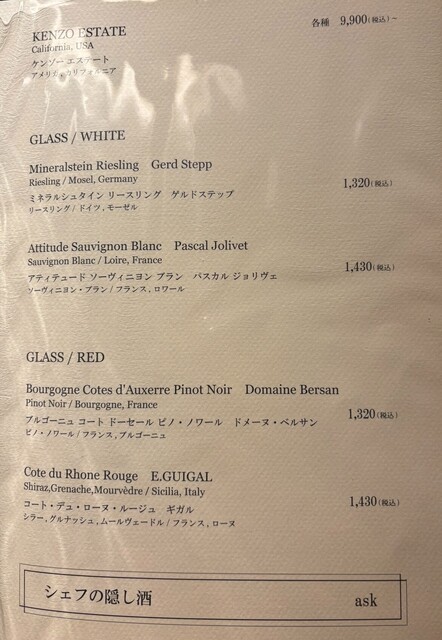 KENZO ESTATE 各種 9,900(税込)~
California, USA
ケンゾー エステート
アメリカ, カリフォルニア
GLASS / WHITE
Mineralstein Riesling Gerd Stepp
Riesling / Mosel, Germany 1,320(税込)
ミネラルシュタイン リースリング ゲルドステップ
リースリング / ドイツ, モーゼル
Attitude Sauvignon Blanc Pascal Jolivet
Sauvignon Blanc / Loire, France 1,430(税込)
アティテュード ソーヴィニヨン ブラン パスカル ジョリヴェ
ソーヴィニヨン・ブラン / フランス, ロワール
GLASS / RED
Bourgogne Cotes d'Auxerre Pinot Noir Domaine Bersan
Pinot Noir / Bourgogne, France 1,320(税込)
ブルゴーニュ コート ドーセール ピノ・ノワール ドメーヌ・ベルサン
ピノ・ノワール / フランス, ブルゴーニュ
Cote du Rhone Rouge E.GUIGAL
Shiraz,Grenache,Mourvèdre / Sicilia, Italy 1,430(税込)
コート・デュ・ローヌ・ルージュ ギガル
シラー, グルナッシュ, ムールヴェードル / フランス, ローヌ
シェフの隠し酒 ask